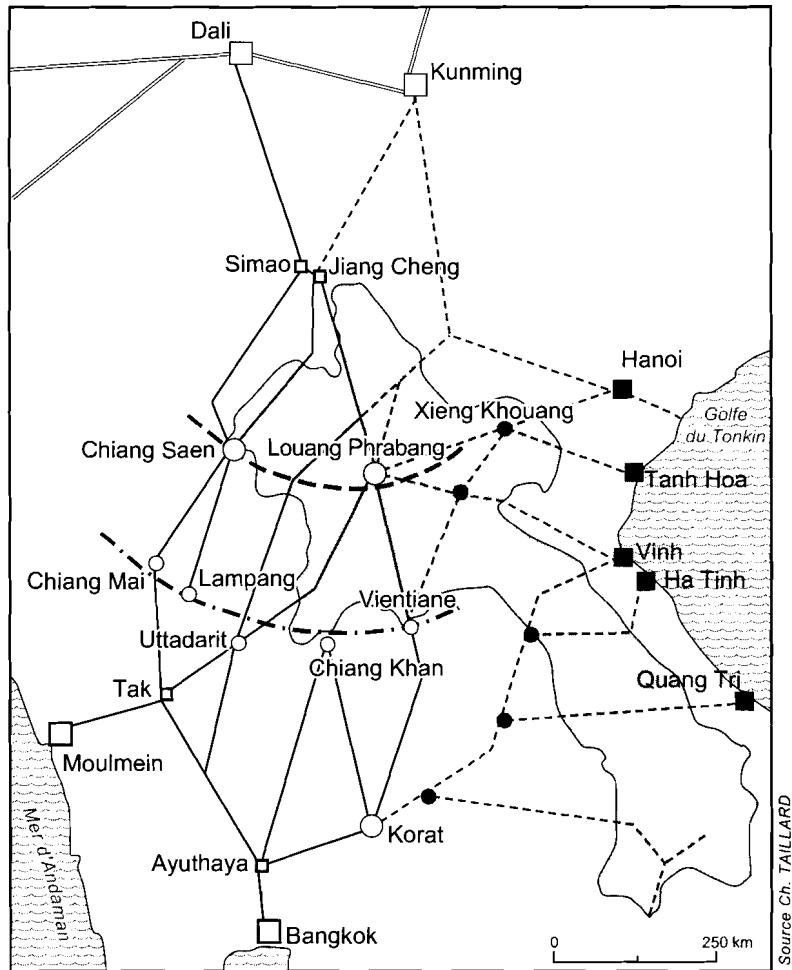 Dali
Kunming
Simao
Jiang Cheng
Hanoi
Xieng Khouang
Golfe
du Tonkin
Chiang Saen
Louang Phrabang
Tanh Hoa
Vinh
Chiang Mai
Lampang
Ha Tinh
Vientiane
Uttadarit
Chiang Khan
Quang Tri
Tak
Moulmein
Mer d'Andaman
Korat
Ayuthaya
Bangkok
0 250 km
Source Ch. TAILLARD